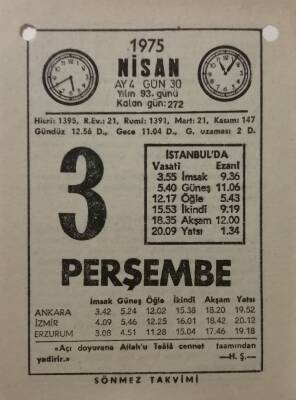 1975
NİSAN
AY 4 GÜN 30
Yılın 93. günü
Kalan gün: 272
Hicrî: 1395, R.Ev.: 21, Rumî: 1391, Mart: 21, Kasım: 147
Gündüz 12.56 D., Gece 11.04 D., G. uzaması 2 D.
3
İSTANBUL'DA
Vasatî Ezanî
3.55 İmsak 9.36
5.40 Güneş 11.06
12.17 Öğle 5.43
15.53 İkindi 9.19
18.35 Akşam 12.00
20.09 Yatsı 1.34
PERŞEMBE
İmsak Güneş Öğle İkindi Akşam Yatsı
ANKARA 3.42 5.24 12.02 15.38 18.20 19.52
İZMİR 4.09 5.46 12.25 16.01 18.42 20.12
ERZURUM 3.08 4.51 11.28 15.04 17.46 19.18
«Açı doyurana Allah'u Teâlâ cennet taamından
yedirir.» —H. Ş.—
SÖNMEZ TAKVİMİ